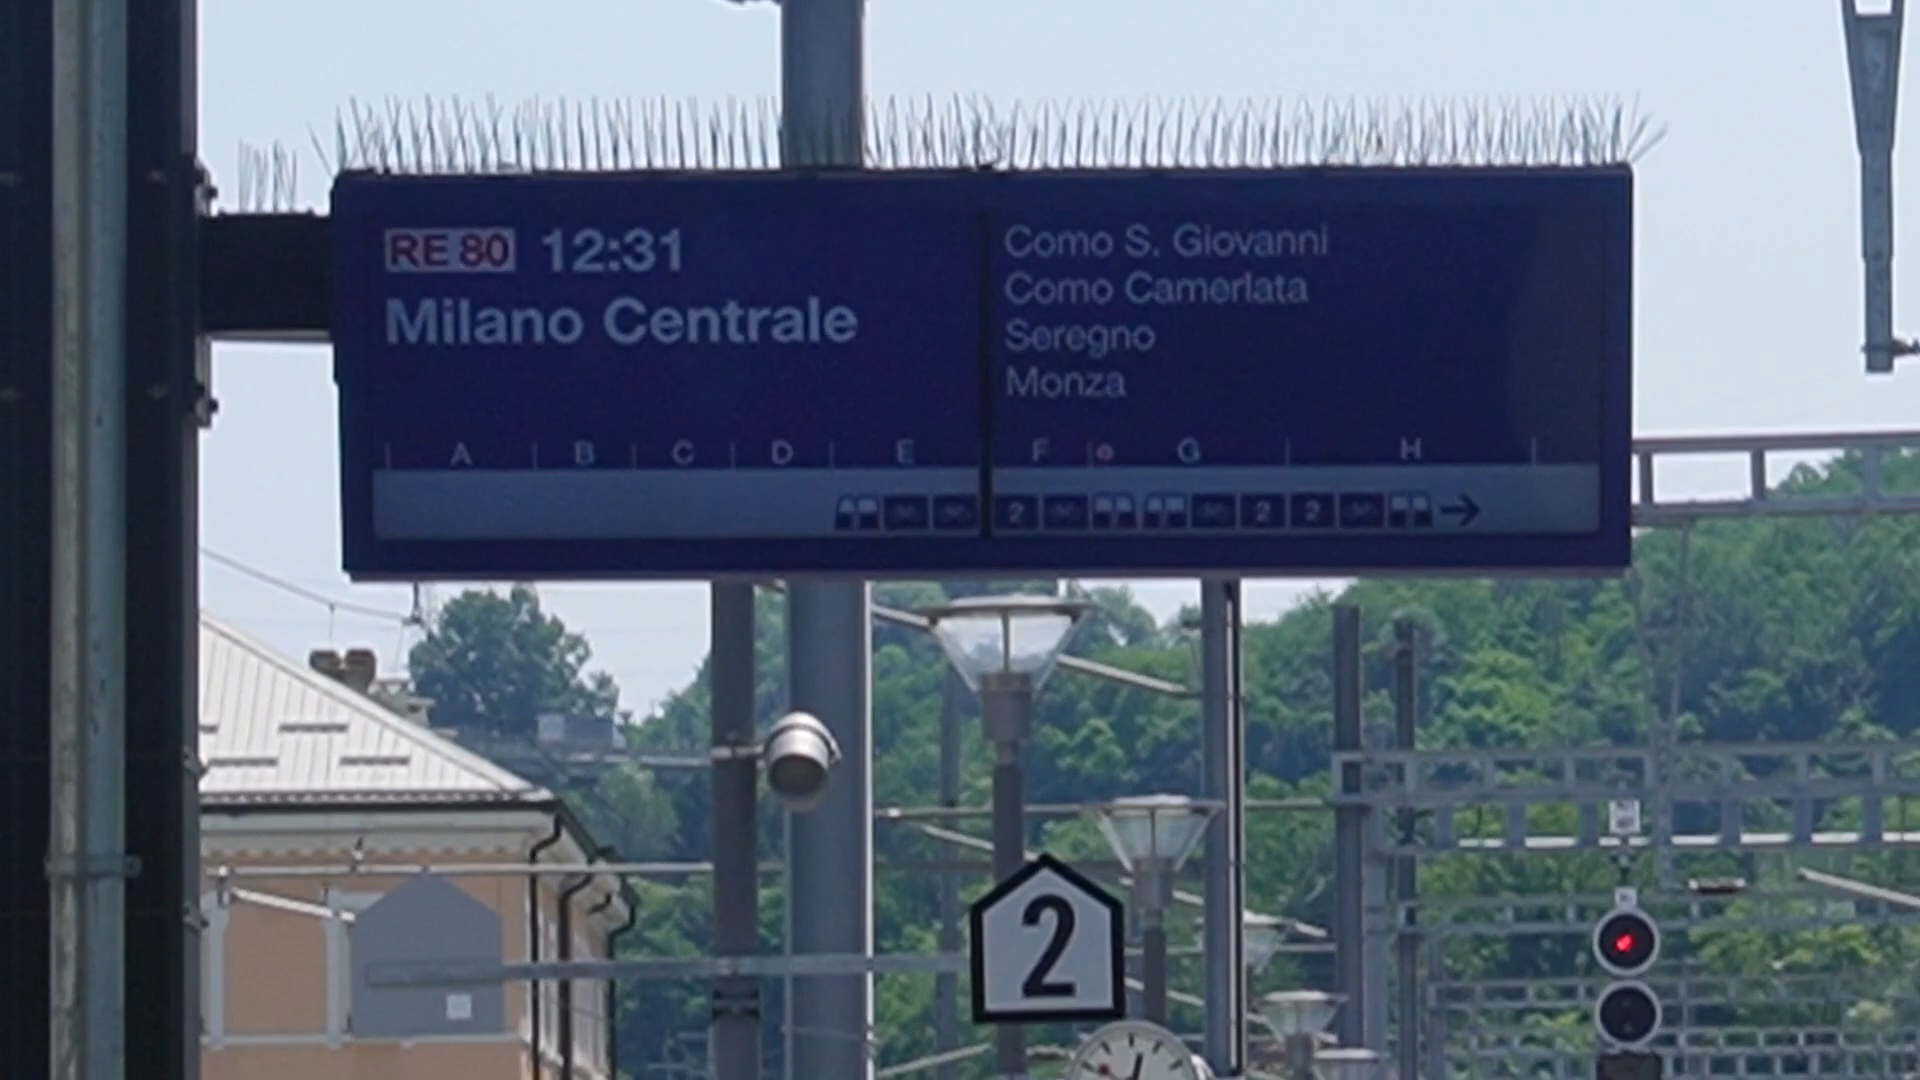 RE 80 12:31
Milano Centrale
Como S. Giovanni
Como Camerlata
Seregno
Monza
A B C D E F G H
2 2 2
2